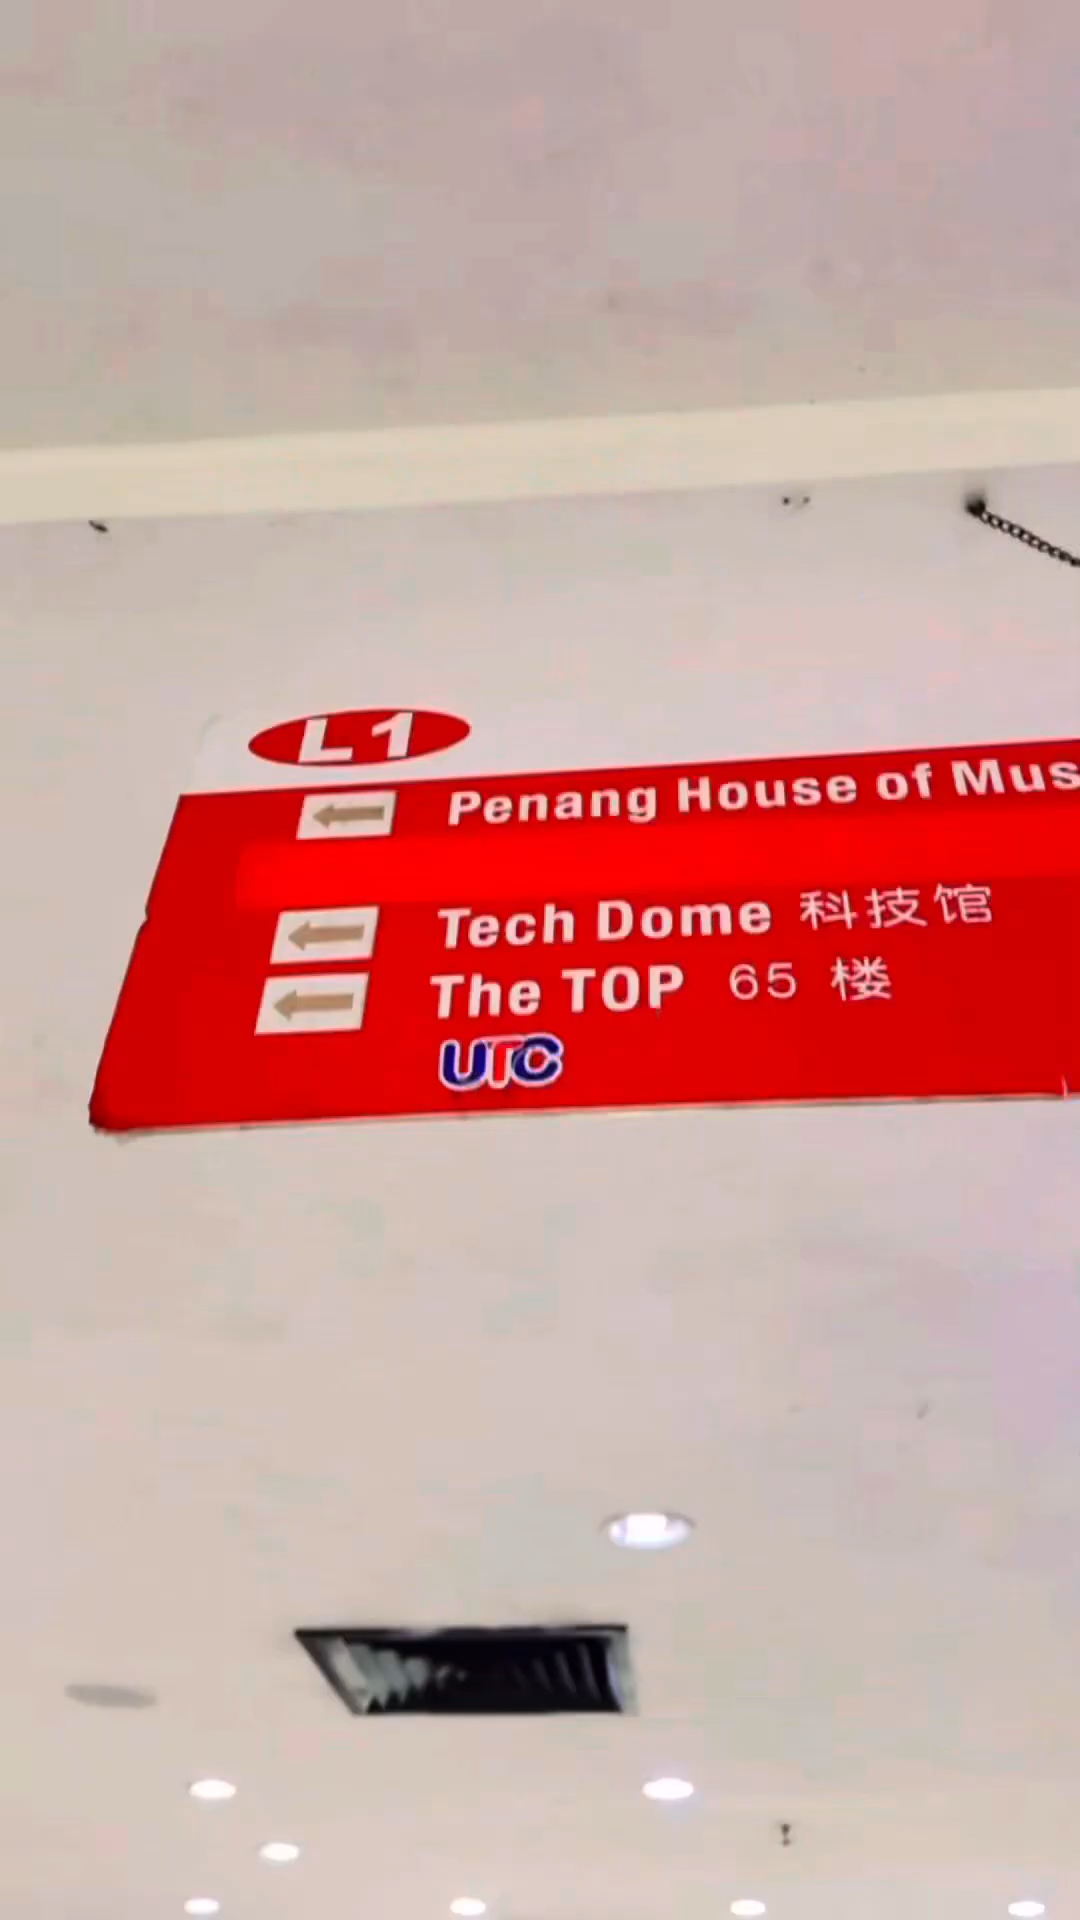 L1
Penang House of Mus
Tech Dome 科技馆
The TOP 65 楼
UTC